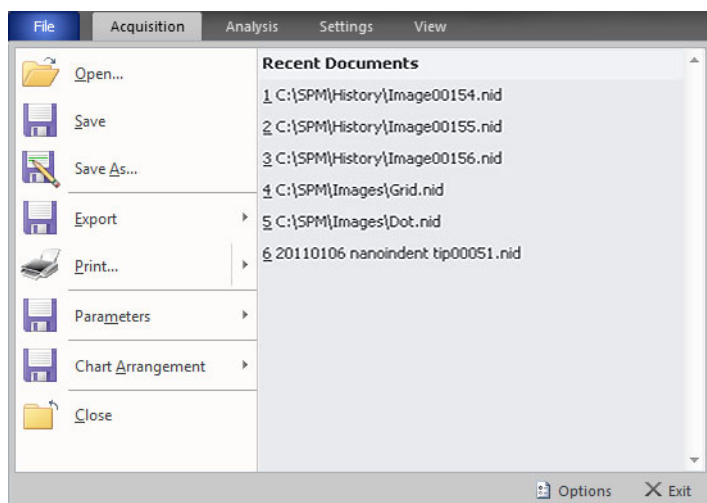 File Acquisition Analysis Settings View
Open...
Save
Save As...
Export
Print...
Parameters
Chart Arrangement
Close
Recent Documents
1 C:\SPM\History\Image00154.nid
2 C:\SPM\History\Image00155.nid
3 C:\SPM\History\Image00156.nid
4 C:\SPM\Images\Grid.nid
5 C:\SPM\Images\Dot.nid
6 20110106 nanoindent tip00051.nid
Options Exit